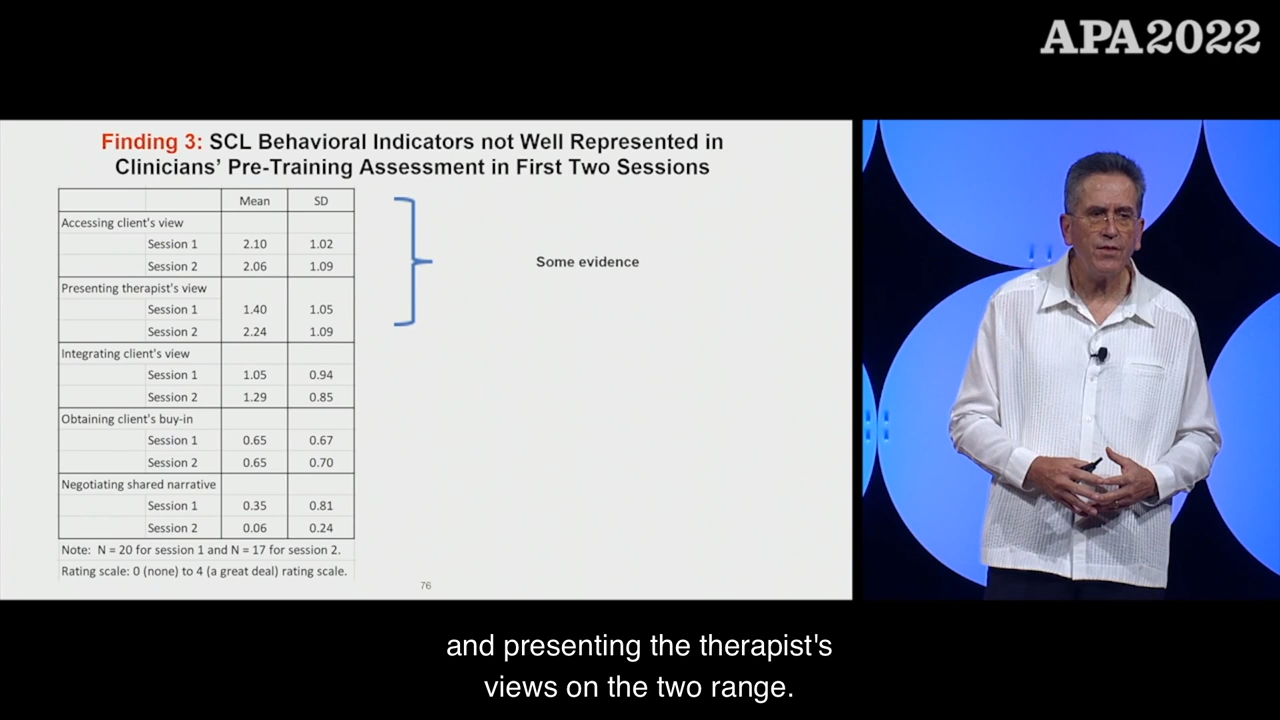 APA2022
Finding 3: SCL Behavioral Indicators not Well Represented in
Clinicians’ Pre-Training Assessment in First Two Sessions
Mean SD
Accessing client's view
Session 1 2.10 1.02
Session 2 2.06 1.09
Presenting therapist's view
Session 1 1.40 1.05
Session 2 2.24 1.09
Integrating client's view
Session 1 1.05 0.94
Session 2 1.29 0.85
Obtaining client's buy-in
Session 1 0.65 0.67
Session 2 0.65 0.70
Negotiating shared narrative
Session 1 0.35 0.81
Session 2 0.06 0.24
Note: N = 20 for session 1 and N = 17 for session 2.
Rating scale: 0 (none) to 4 (a great deal) rating scale.
Some evidence
76
and presenting the therapist's
views on the two range.